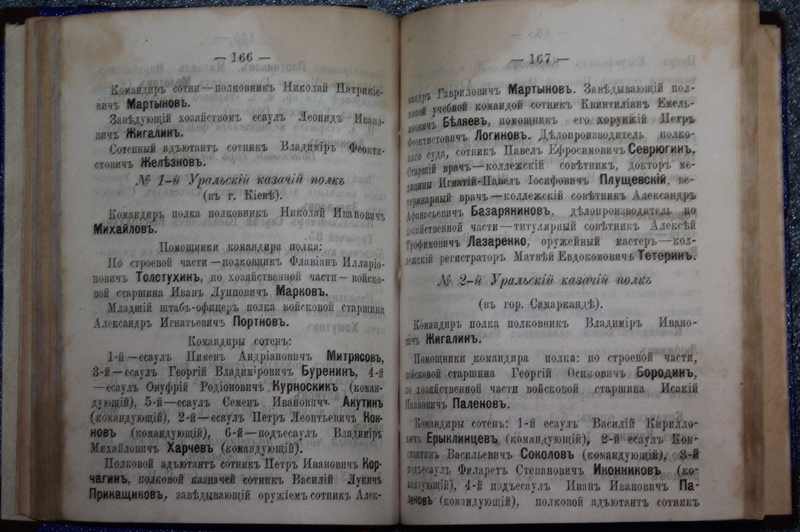 — 166 —
Командиръ сотни—полковникъ Николай Патрикіе-
вичъ Мартыновъ.
Завѣдующій хозяйствомъ есаулъ Леонидъ Ивано-
вичъ Жигалинъ.
Сотенный адъютантъ сотникъ Владиміръ Феокти-
стовичъ Желѣзновъ.
№ 1-й Уральскій казачій полкъ
(въ г. Кіевѣ).
Командиръ полка полковникъ Николай Ивановичъ
Михайловъ.
Помощники командира полка:
По строевой части—полковникъ Флавіанъ Илларіо-
новичъ Толстухинъ, по хозяйственной части—войско-
вой старшина Иванъ Лупповичъ Марковъ.
Младшій штабъ-офицеръ полка войсковой старшина
Александръ Игнатьевичъ Портновъ.
Командиры сотенъ:
1-й—есаулъ Пименъ Андріановичъ Митрясовъ,
3-й—есаулъ Георгій Владиміровичъ Буренинъ, 4-й
—есаулъ Онуфрій Родіоновичъ Курноскинъ (коман-
дующій), 5-й—есаулъ Семенъ Ивановичъ Акутинъ
(командующій), 2-й—есаулъ Петръ Леонтьевичъ Кок-
новъ (командующій), 6-й—подъесаулъ Владиміръ
Михайловичъ Харчевъ (командующій).
Полковой адъютантъ сотникъ Петръ Ивановичъ Кор-
чагинъ, полковой казначей сотникъ Василій Лукичъ
Приказщиковъ, завѣдывающій оружіемъ сотникъ Алек-
— 167 —
сандръ Гавриловичъ Мартыновъ. Завѣдывающій пол-
ковой учебной командой сотникъ Квинтиліанъ Емель-
яновичъ Бѣляевъ, помощникъ его хорунжій Петръ
Феоктистовичъ Логиновъ. Дѣлопроизводитель полко-
вого суда, сотникъ Павелъ Ефросимовичъ Севрюгинъ.
Старшій врачъ—коллежскій совѣтникъ, докторъ ме-
дицины Игнатій-Павелъ Іосифовичъ Плущевскій, ве-
теринарный врачъ—коллежскій совѣтникъ Александръ
Афанасьевичъ Базаряниновъ, дѣлопроизводитель по
хозяйственной части—титулярный совѣтникъ Алексѣй
Трофимовичъ Лазаренко, оружейный мастеръ—кол-
лежскій регистраторъ Матвѣй Евдокимовичъ Тетеринъ.
№ 2-й Уральскій казачій полкъ
(въ гор. Самаркандѣ).
Командиръ полка полковникъ Владиміръ Ивано-
вичъ Жигалинъ.
Помощники командира полка: по строевой части,
войсковой старшина Георгій Осиповичъ Бородинъ,
по хозяйственной части войсковой старшина Исакій
Ивановичъ Паленовъ.
Командиры сотенъ: 1-й есаулъ Василій Кирилло-
вичъ Ерыклинцевъ (командующій), 2-й есаулъ Кон-
стантинъ Васильевичъ Соколовъ (командующій), 3-й
подъесаулъ Филаретъ Степановичъ Иконниковъ (ко-
мандующій), 4-й подъесаулъ Иванъ Ивановичъ Па-
леновъ (командующій), полковой адъютантъ сотникъ